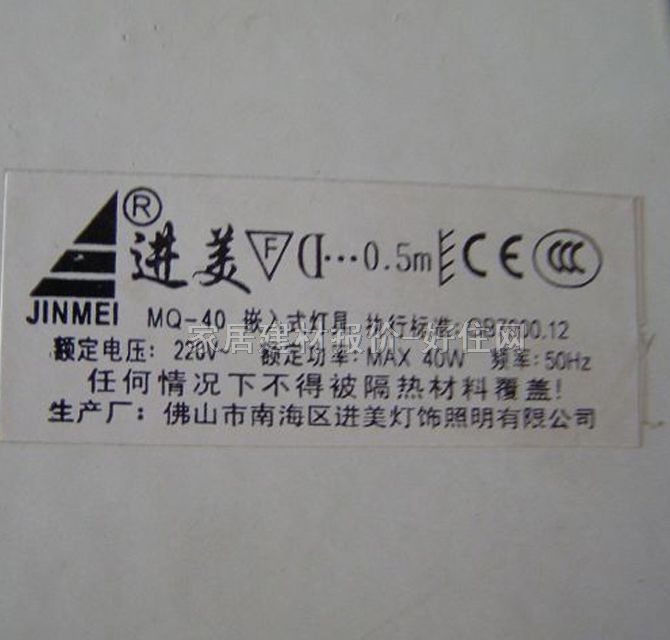 ® 进美 F ···0.5m CE CCC
JINMEI MQ-40 嵌入式灯具 执行标准: GB7000.12
额定电压: 220V~ 额定功率: MAX 40W 频率: 50Hz
任何情况下不得被隔热材料覆盖!
生产厂: 佛山市南海区进美灯饰照明有限公司
家居建材报价-好住网